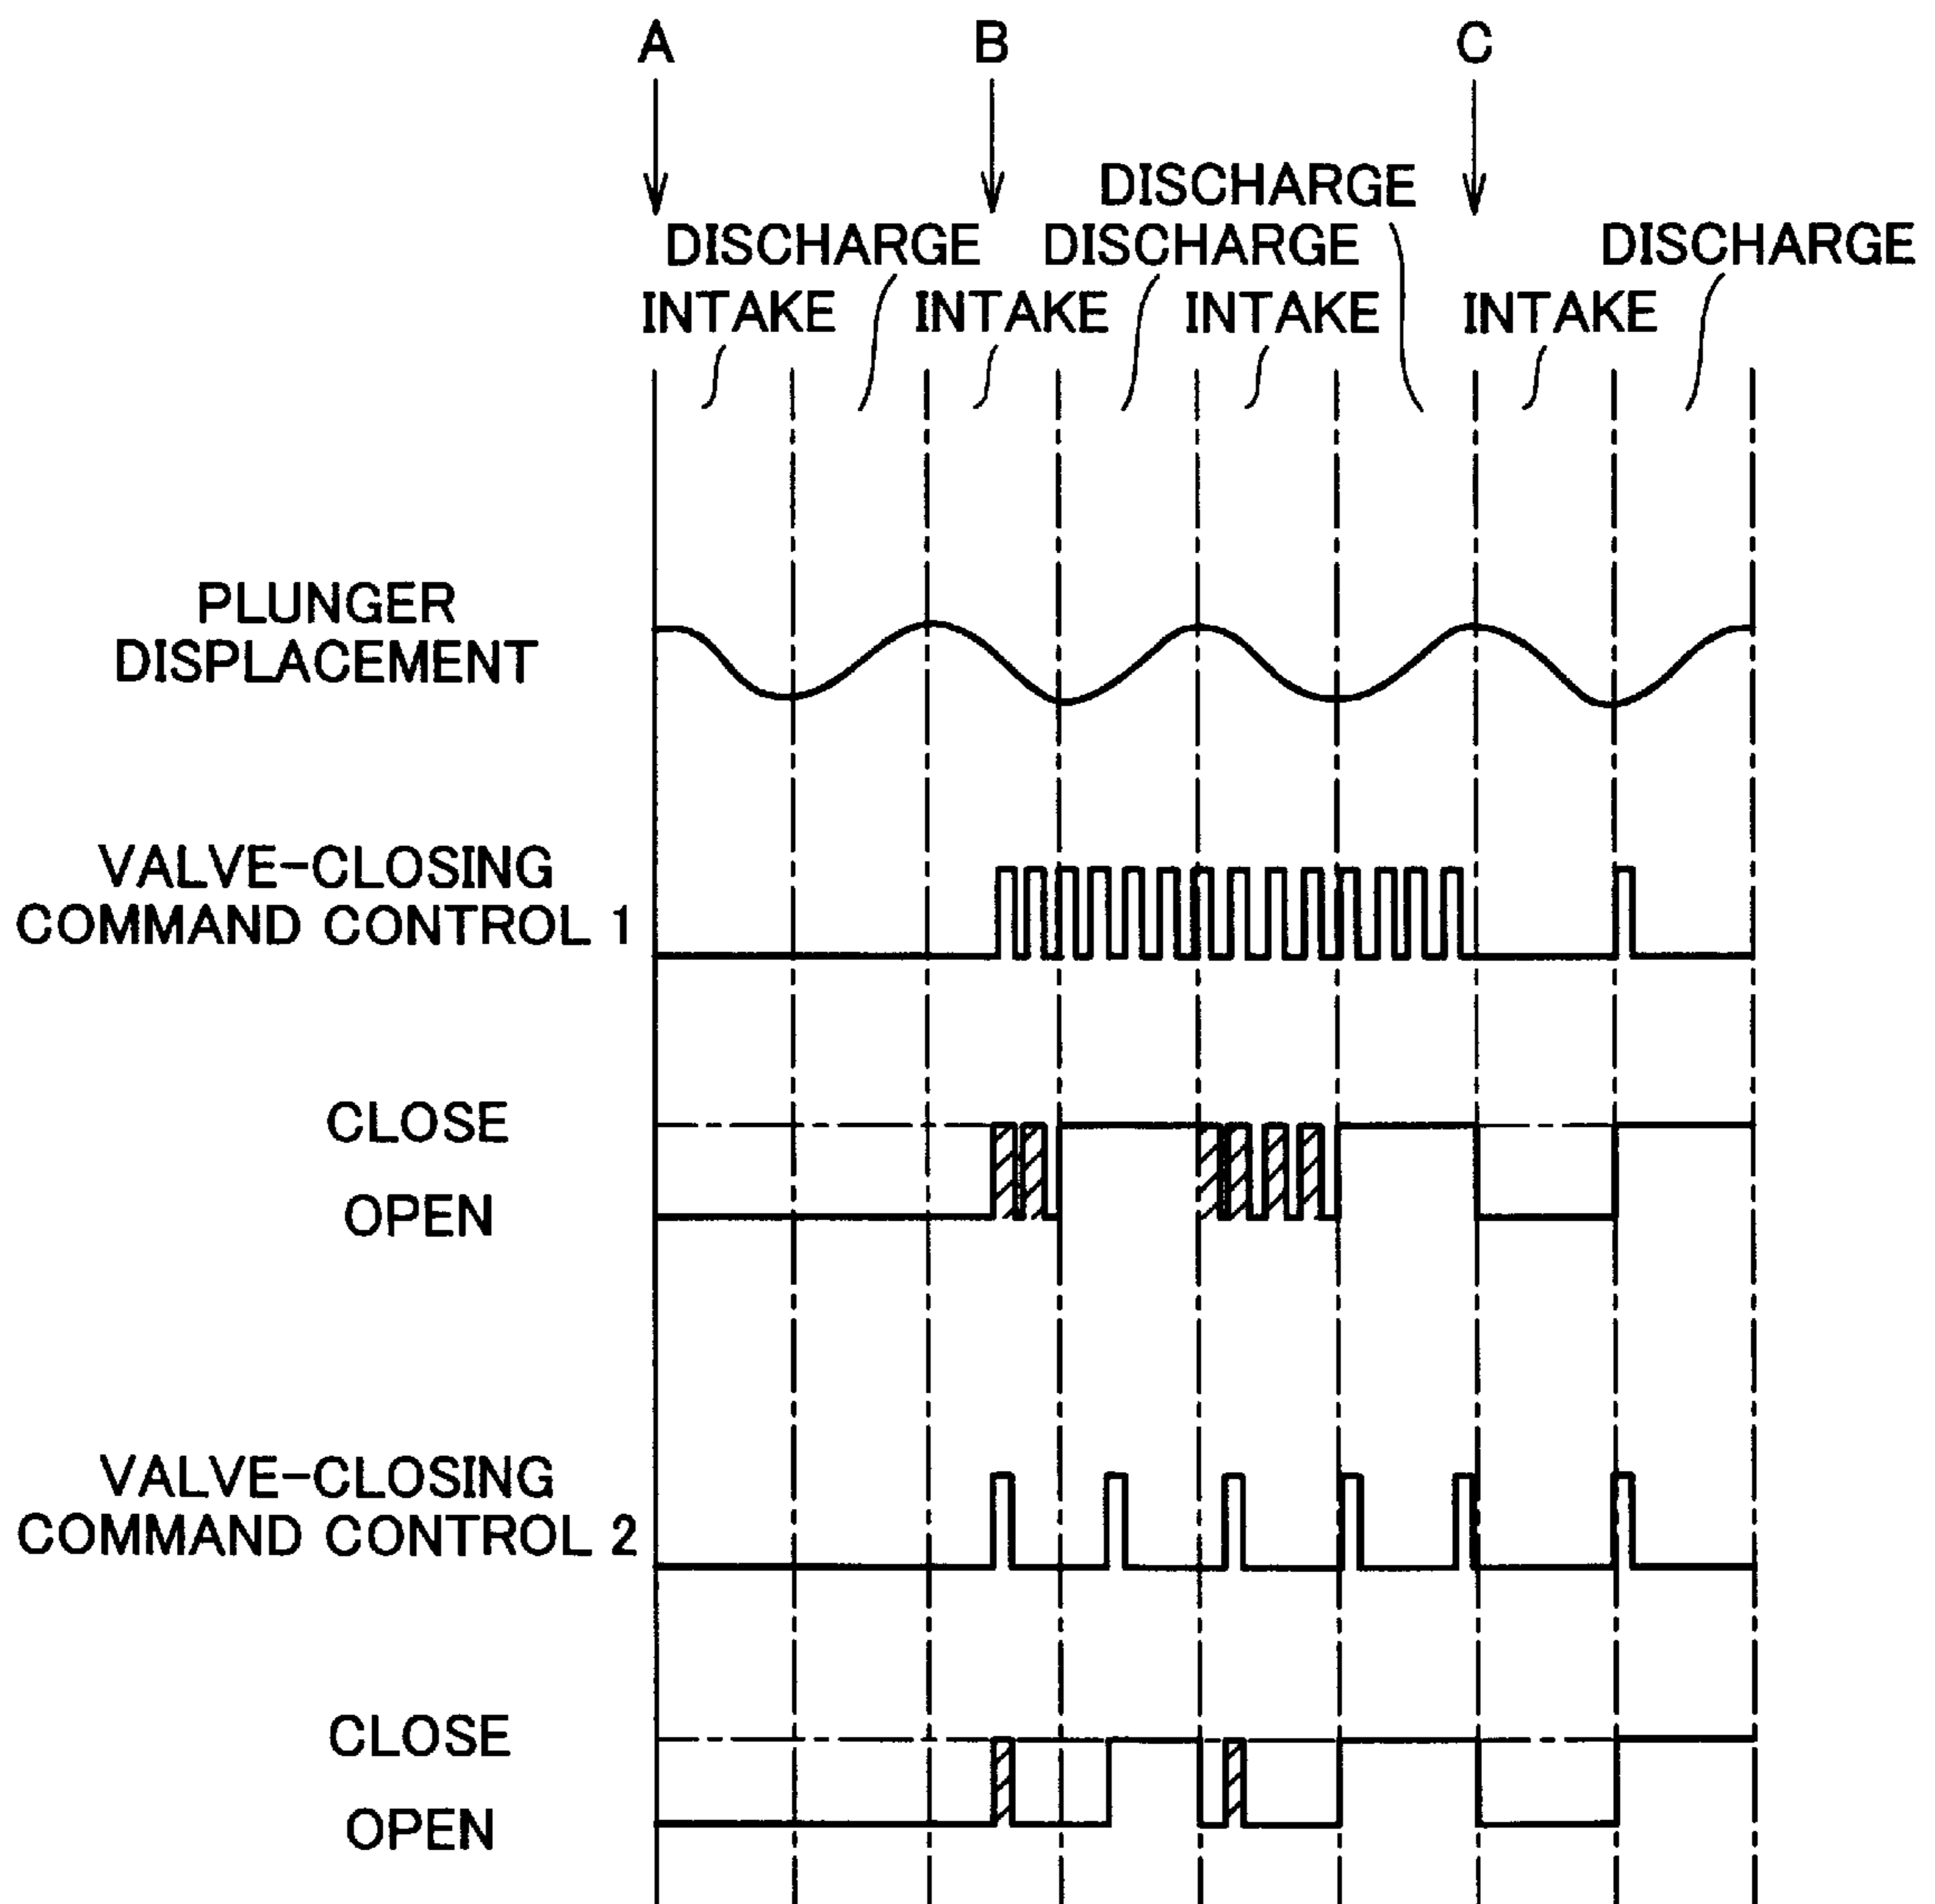 A B C
DISCHARGE
DISCHARGE DISCHARGE DISCHARGE
INTAKE INTAKE INTAKE INTAKE
PLUNGER
DISPLACEMENT
VALVE-CLOSING
COMMAND CONTROL 1
CLOSE
OPEN
VALVE-CLOSING
COMMAND CONTROL 2
CLOSE
OPEN